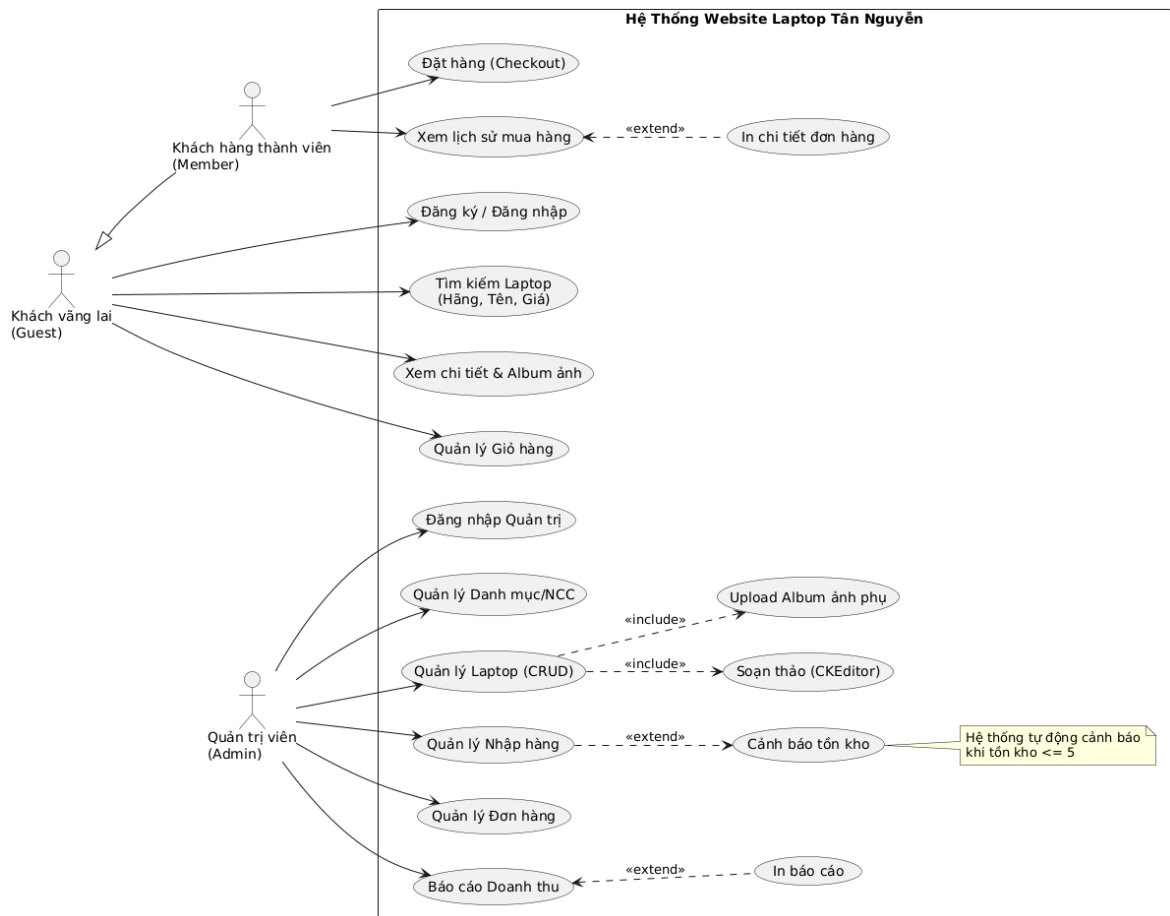 Hệ Thống Website Laptop Tân Nguyễn
Đặt hàng (Checkout)
Khách hàng thành viên
(Member)
Xem lịch sử mua hàng
«extend»
In chi tiết đơn hàng
Đăng ký / Đăng nhập
Khách vãng lai
(Guest)
Tìm kiếm Laptop
(Hãng, Tên, Giá)
Xem chi tiết & Album ảnh
Quản lý Giỏ hàng
Đăng nhập Quản trị
Quản lý Danh mục/NCC
Upload Album ảnh phụ
«include»
Quản lý Laptop (CRUD)
«include»
Soạn thảo (CKEditor)
Quản trị viên
(Admin)
Quản lý Nhập hàng
«extend»
Cảnh báo tồn kho
Hệ thống tự động cảnh báo
khi tồn kho <= 5
Quản lý Đơn hàng
Báo cáo Doanh thu
«extend»
In báo cáo